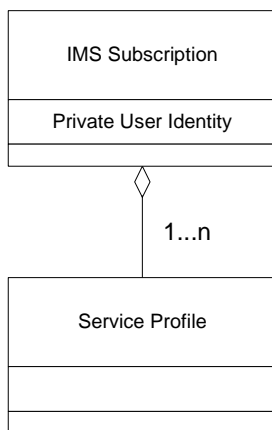 IMS Subscription
Private User Identity
1...n
Service Profile